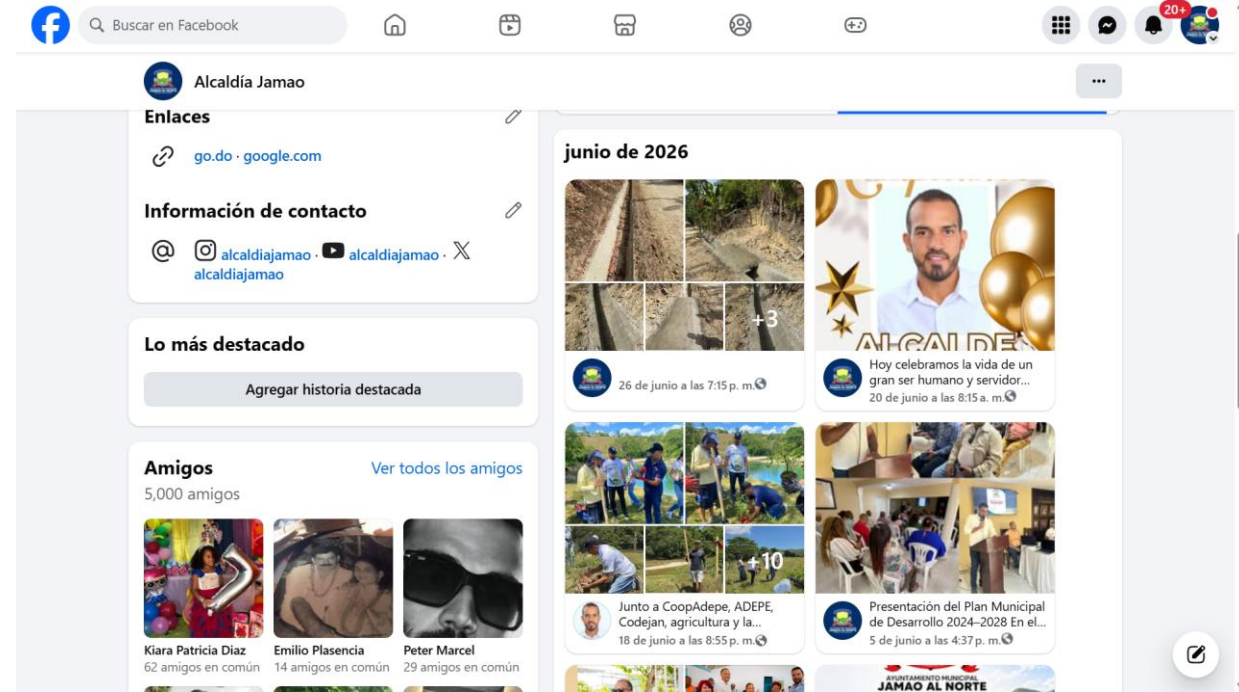 Buscar en Facebook
20+
Alcaldía Jamao
Enlaces
go.do · google.com
Información de contacto
alcaldiajamao · alcaldiajamao ·
alcaldiajamao
Lo más destacado
Agregar historia destacada
Amigos
Ver todos los amigos
5,000 amigos
Kiara Patricia Diaz
62 amigos en común
Emilio Plasencia
14 amigos en común
Peter Marcel
29 amigos en común
junio de 2026
+3
26 de junio a las 7:15 p. m.
ALCALDE
Hoy celebramos la vida de un
gran ser humano y servidor...
20 de junio a las 8:15 a. m.
+10
Junto a CoopAdepe, ADEPE,
Codejan, agricultura y la...
18 de junio a las 8:55 p. m.
Presentación del Plan Municipal
de Desarrollo 2024–2028 En el...
5 de junio a las 4:37 p. m.
AYUNTAMIENTO MUNICIPAL
JAMAO AL NORTE